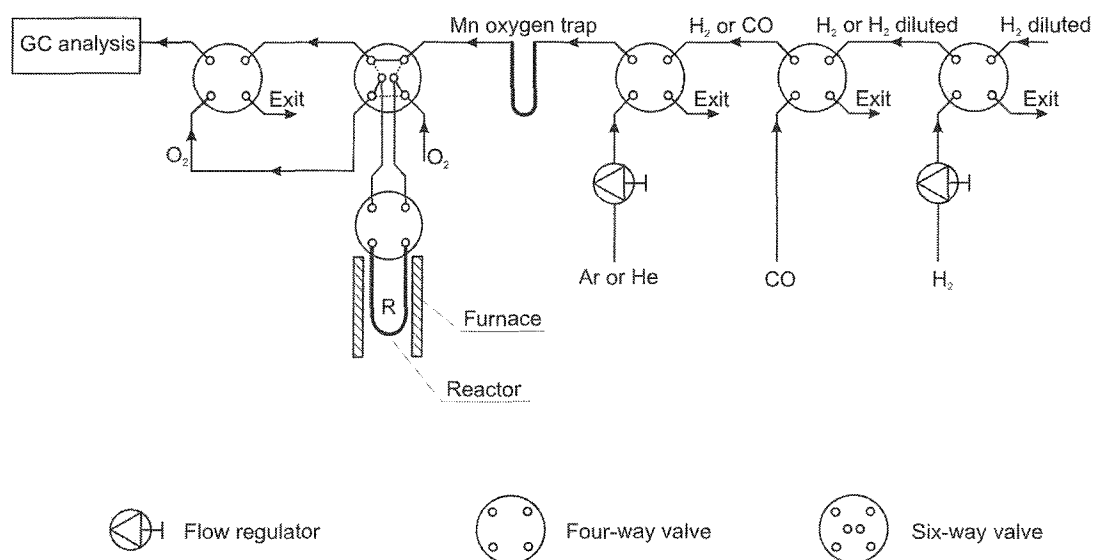 GC analysis
Mn oxygen trap
H₂ or CO
H₂ or H₂ diluted
H₂ diluted
Exit
Exit
Exit
Exit
O₂
O₂
R
Ar or He
CO
H₂
Furnace
Reactor
Flow regulator
Four-way valve
Six-way valve